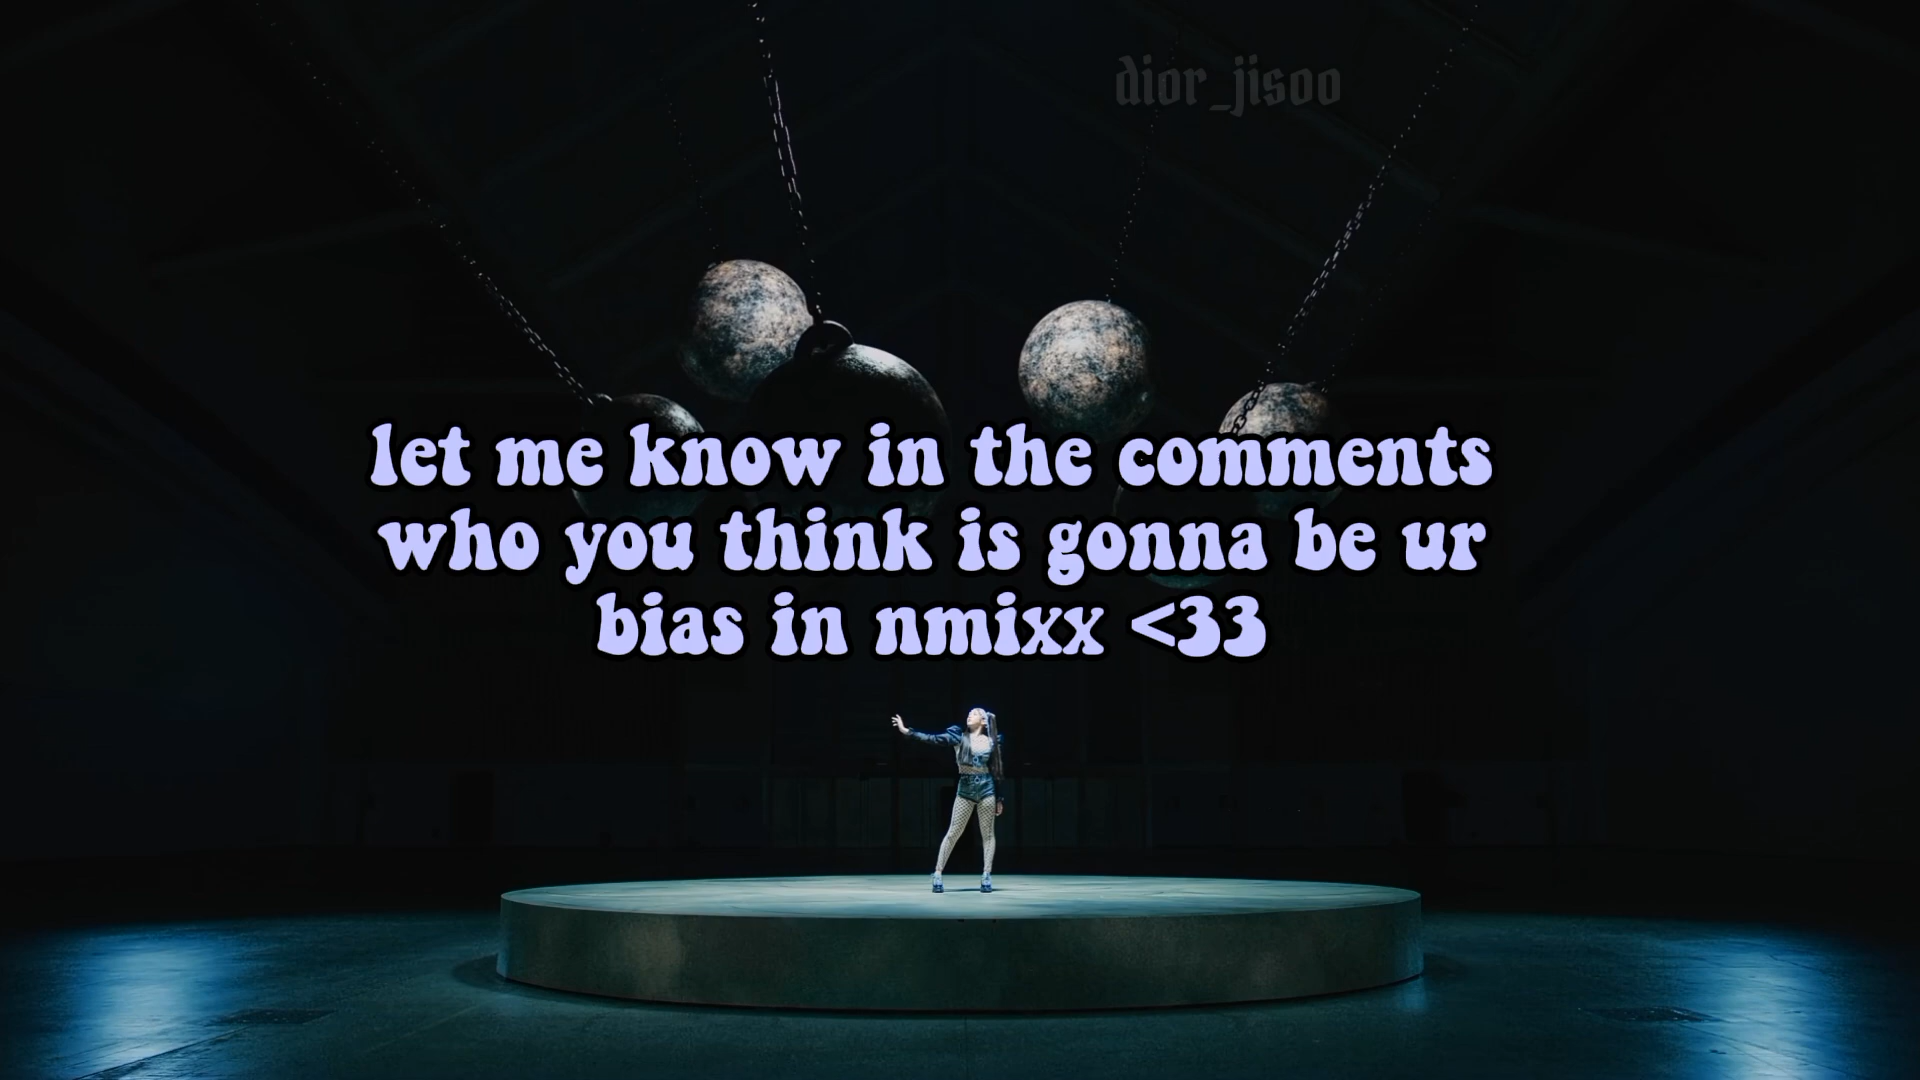 dior_jisoo
let me know in the comments
who you think is gonna be ur
bias in nmixx <33